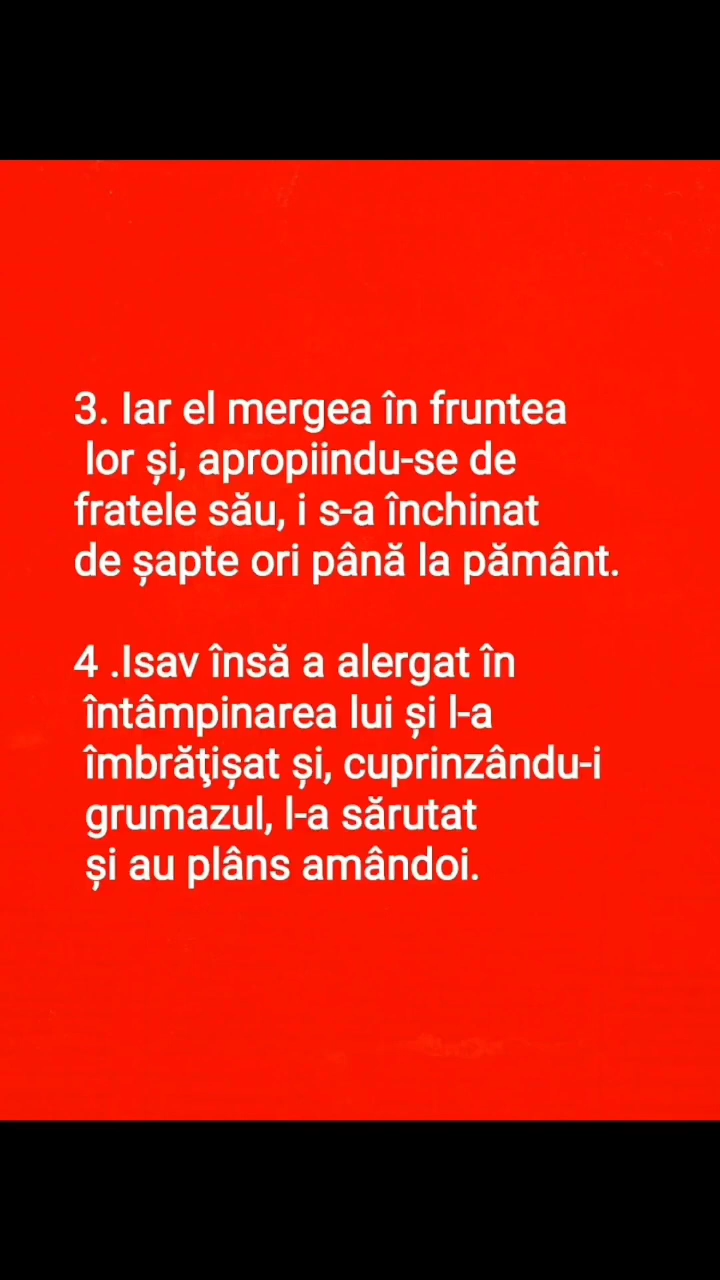 3. Iar el mergea în fruntea
lor și, apropiindu-se de
fratele său, i s-a închinat
de șapte ori până la pământ.
4 .Isav însă a alergat în
întâmpinarea lui și l-a
îmbrăţișat și, cuprinzându-i
grumazul, l-a sărutat
și au plâns amândoi.